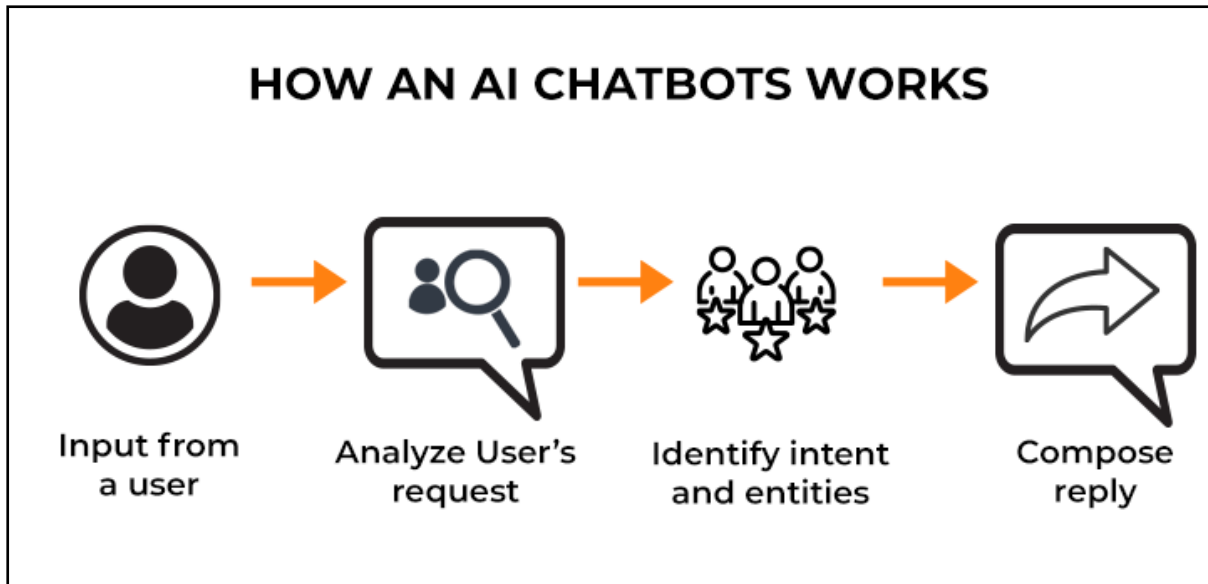 HOW AN AI CHATBOTS WORKS
Input from
a user
Analyze User’s
request
Identify intent
and entities
Compose
reply